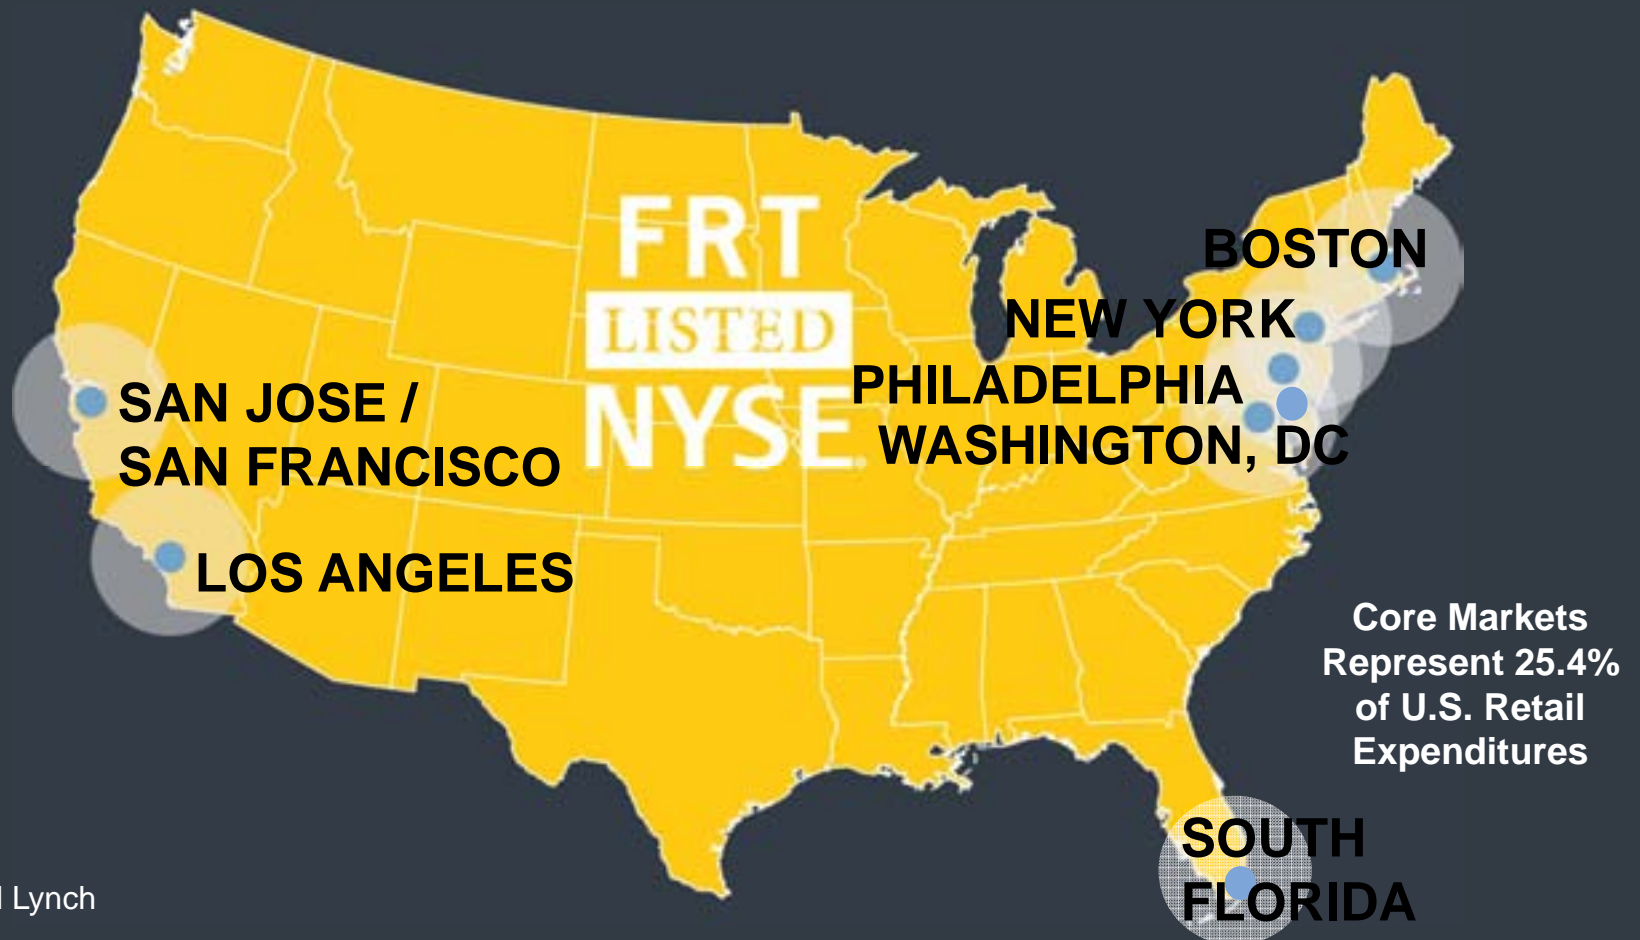 FRT
LISTED
NYSE
BOSTON
NEW YORK
PHILADELPHIA
WASHINGTON, DC
SAN JOSE /
SAN FRANCISCO
LOS ANGELES
Core Markets
Represent 25.4%
of U.S. Retail
Expenditures
SOUTH
FLORIDA
Lynch